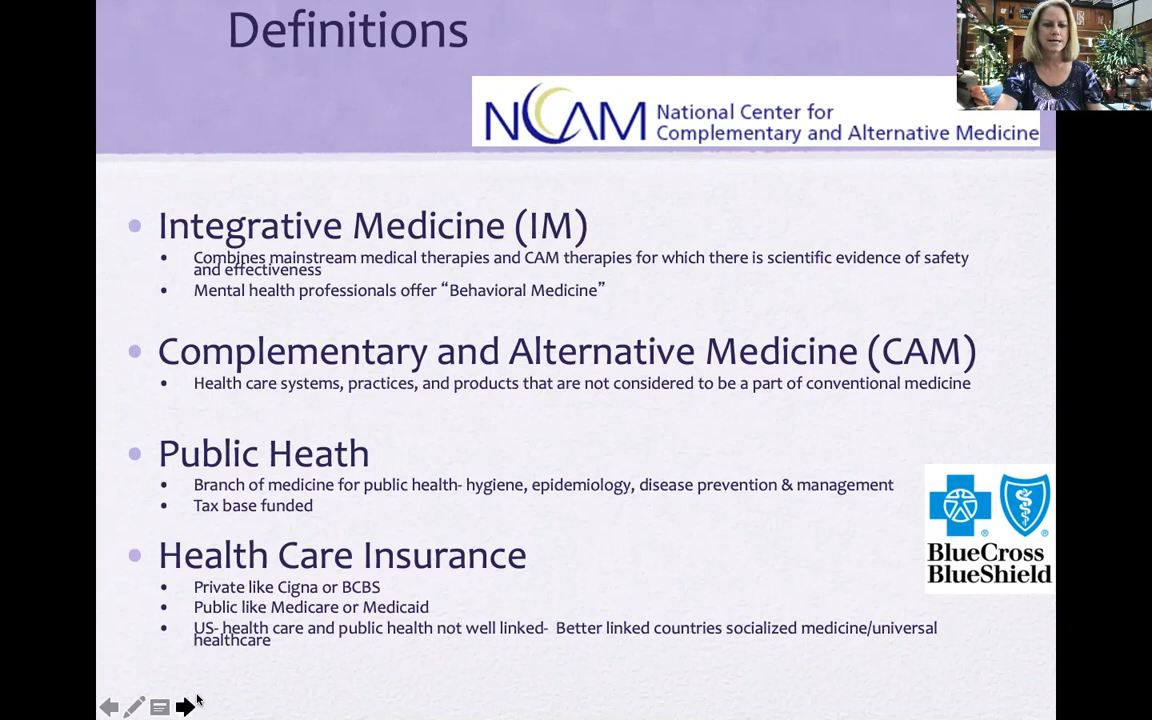 Definitions
NCAM National Center for
Complementary and Alternative Medicine
• Integrative Medicine (IM)
• Combines mainstream medical therapies and CAM therapies for which there is scientific evidence of safety
and effectiveness
• Mental health professionals offer “Behavioral Medicine”
• Complementary and Alternative Medicine (CAM)
• Health care systems, practices, and products that are not considered to be a part of conventional medicine
• Public Heath
• Branch of medicine for public health- hygiene, epidemiology, disease prevention & management
• Tax base funded
• Health Care Insurance
• Private like Cigna or BCBS
• Public like Medicare or Medicaid
• US- health care and public health not well linked- Better linked countries socialized medicine/universal
healthcare
BlueCross
BlueShield